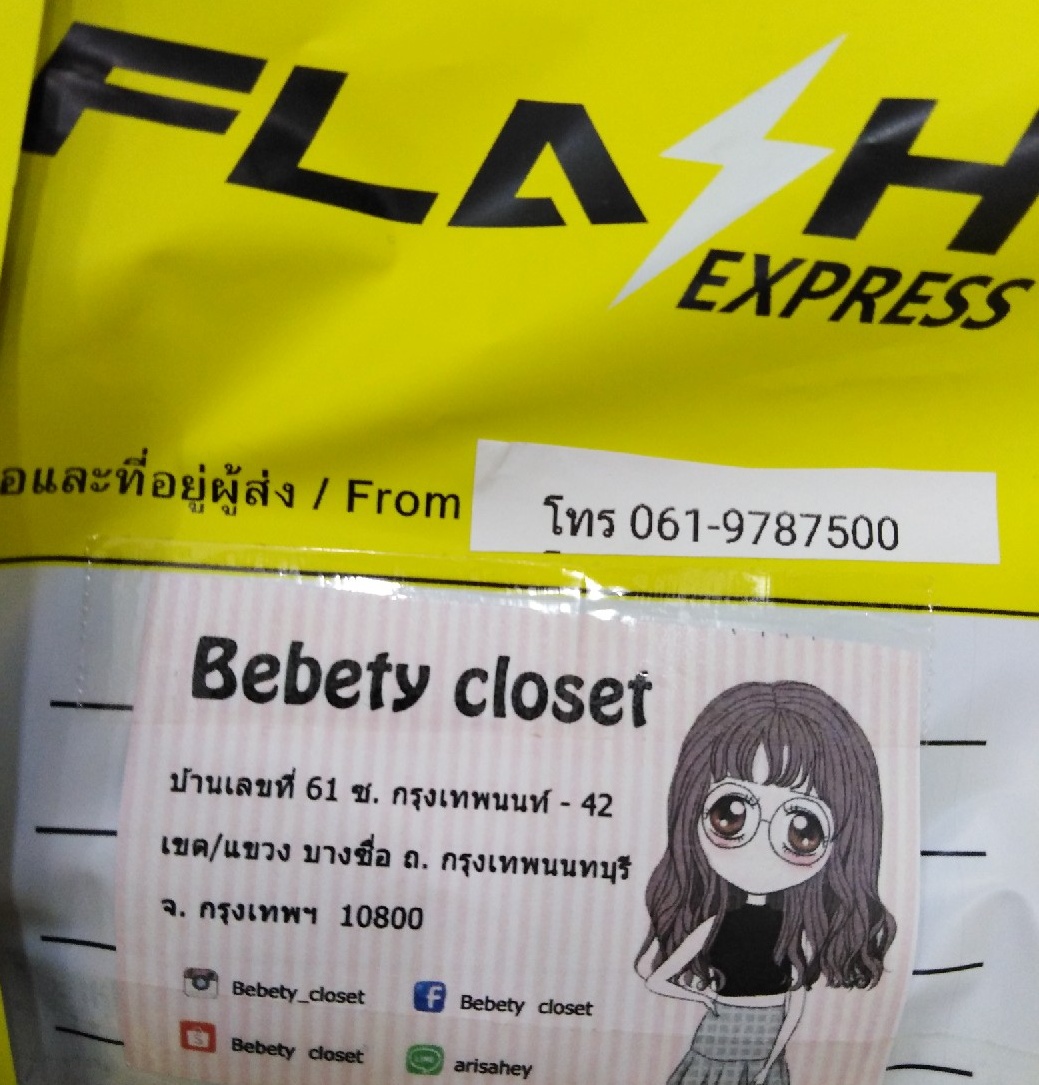 FLASH
EXPRESS
อและที่อยู่ผู้ส่ง / From
โทร 061-9787500
Bebety closet
บ้านเลขที่ 61 ซ. กรุงเทพนนท์ - 42
เขต/แขวง บางซื่อ ถ. กรุงเทพนนทบุรี
จ. กรุงเทพฯ 10800
Bebety_closet
Bebety closet
Bebety closet
LINE arisahey